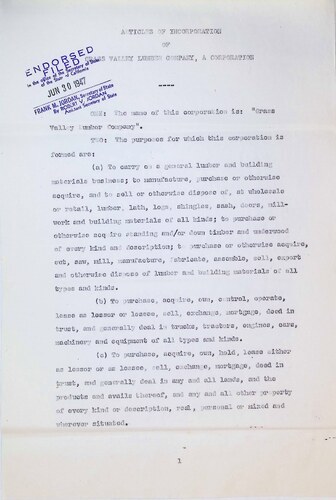 ARTICLES OF INCORPORATION
OF
GRASS VALLEY LUMBER COMPANY, A CORPORATION
ENDORSED
FILED
in the office of the Secretary of State
of the State of California
JUN 20 1947
FRANK M. JORDAN, Secretary of State
By ROBERT V. JORDAN
Assistant Secretary of State
----
ONE: The name of this corporation is: "Grass
Valley Lumber Company".
TWO: The purposes for which this corporation is
formed are:
(a) To carry on a general lumber and building
materials business; to manufacture, purchase or otherwise
acquire, and to sell or otherwise dispose of, at wholesale
or retail, lumber, lath, logs, shingles, sash, doors, mill-
work and building materials of all kinds; to purchase or
otherwise acquire standing and/or down timber and underwood
of every kind and description; to purchase or otherwise acquire,
cut, saw, mill, manufacture, fabricate, assemble, sell, export
and otherwise dispose of lumber and building materials of all
types and kinds.
(b) To purchase, acquire, own, control, operate,
lease as lessor or lessee, sell, exchange, mortgage, deed in
trust, and generally deal in trucks, tractors, engines, cars,
machinery and equipment of all types and kinds.
(c) To purchase, acquire, own, hold, lease either
as lessor or as lessee, sell, exchange, mortgage, deed in
trust, and generally deal in any and all lands, and the
products and avails thereof, and any and all other property
of every kind or description, real, personal or mixed and
wherever situated.
1